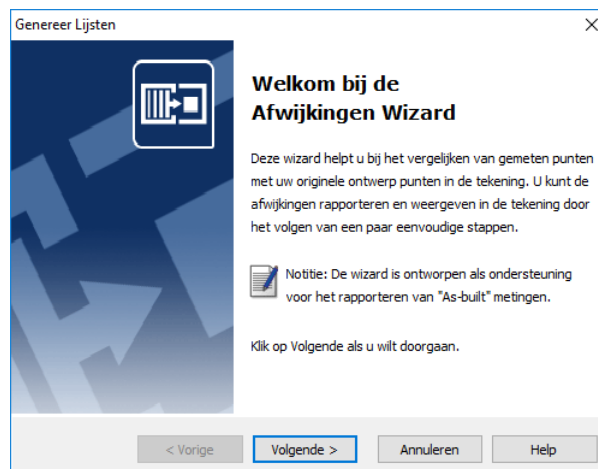 Genereer Lijsten
Welkom bij de
Afwijkingen Wizard
Deze wizard helpt u bij het vergelijken van gemeten punten
met uw originele ontwerp punten in de tekening. U kunt de
afwijkingen rapporteren en weergeven in de tekening door
het volgen van een paar eenvoudige stappen.
Notitie: De wizard is ontworpen als ondersteuning
voor het rapporteren van "As-built" metingen.
Klik op Volgende als u wilt doorgaan.
< Vorige
Volgende >
Annuleren
Help